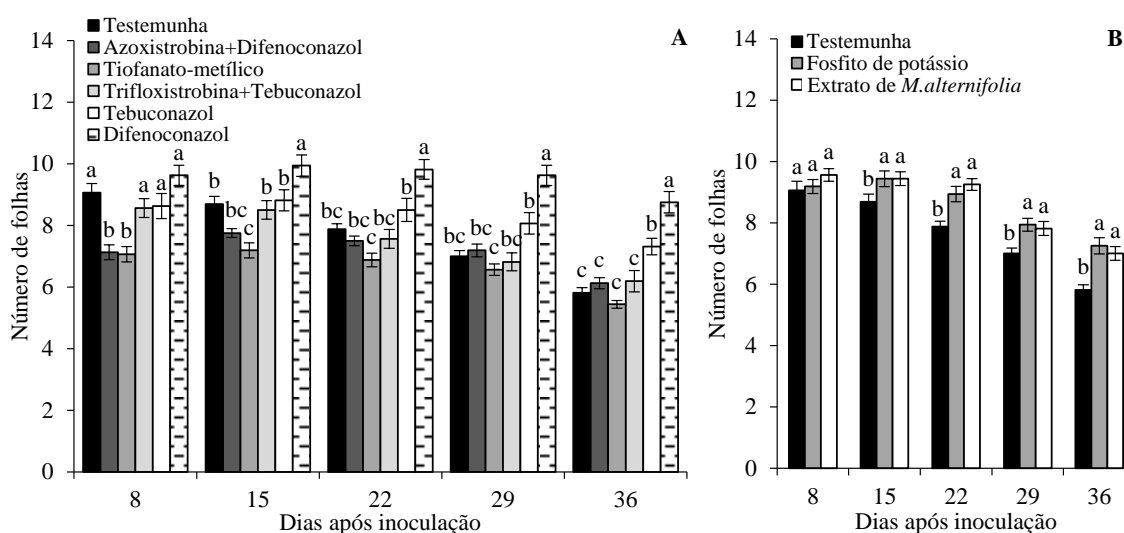 Testemunha
Azoxistrobina+Difenoconazol
Tiofanato-metílico
Trifloxistrobina+Tebuconazol
Tebuconazol
Difenoconazol
A
14
12
10
8
6
4
2
0
Número de folhas
a b b a a a
b bc c b b a
b bc c bc b a
bc bc c bc b a
c c c c b a
8 15 22 29 36
Dias após inoculação
Testemunha
Fosfito de potássio
Extrato de M.alternifolia
B
14
12
10
8
6
4
2
0
Número de folhas
a a a
b a a
b a a
b a a
b a a
8 15 22 29 36
Dias após inoculação